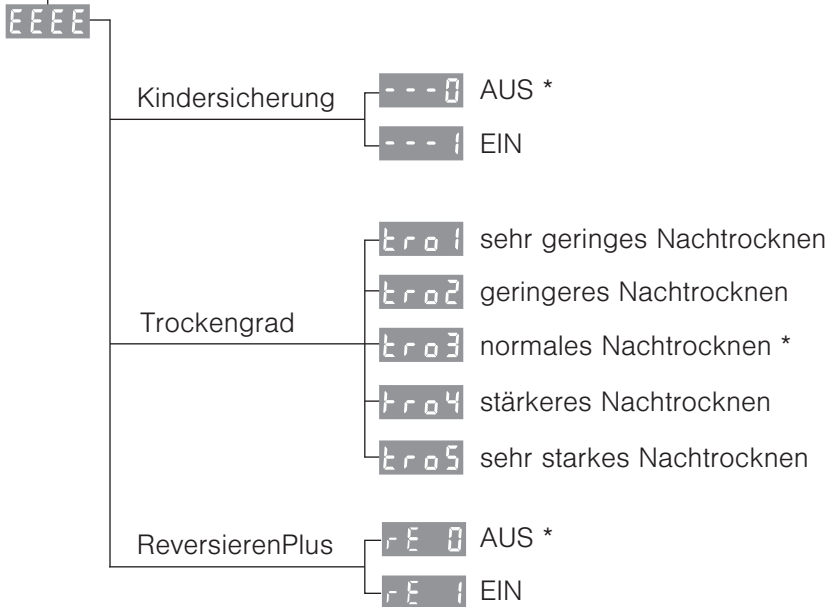 EEEE
Kindersicherung
---0 AUS *
---1 EIN
Trockengrad
tro1 sehr geringes Nachtrocknen
tro2 geringeres Nachtrocknen
tro3 normales Nachtrocknen *
tro4 stärkeres Nachtrocknen
tro5 sehr starkes Nachtrocknen
ReversierenPlus
rE 0 AUS *
rE 1 EIN